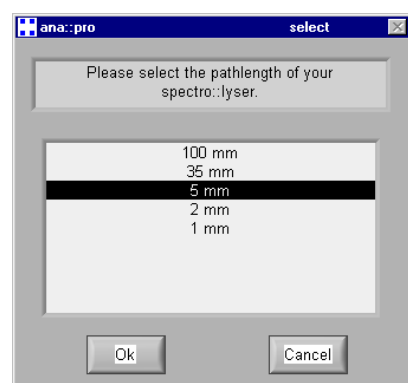 ana::pro select
Please select the pathlength of your
spectro::lyser.
100 mm
35 mm
5 mm
2 mm
1 mm
Ok Cancel